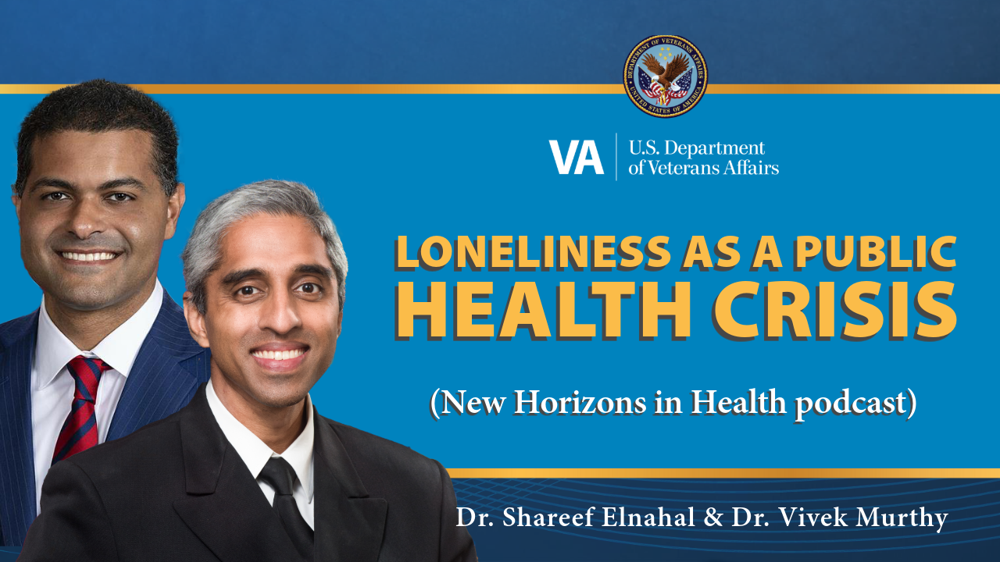 DEPARTMENT OF VETERANS AFFAIRS
UNITED STATES OF AMERICA
VA
U.S. Department
of Veterans Affairs
LONELINESS AS A PUBLIC
HEALTH CRISIS
(New Horizons in Health podcast)
Dr. Shareef Elnahal & Dr. Vivek Murthy